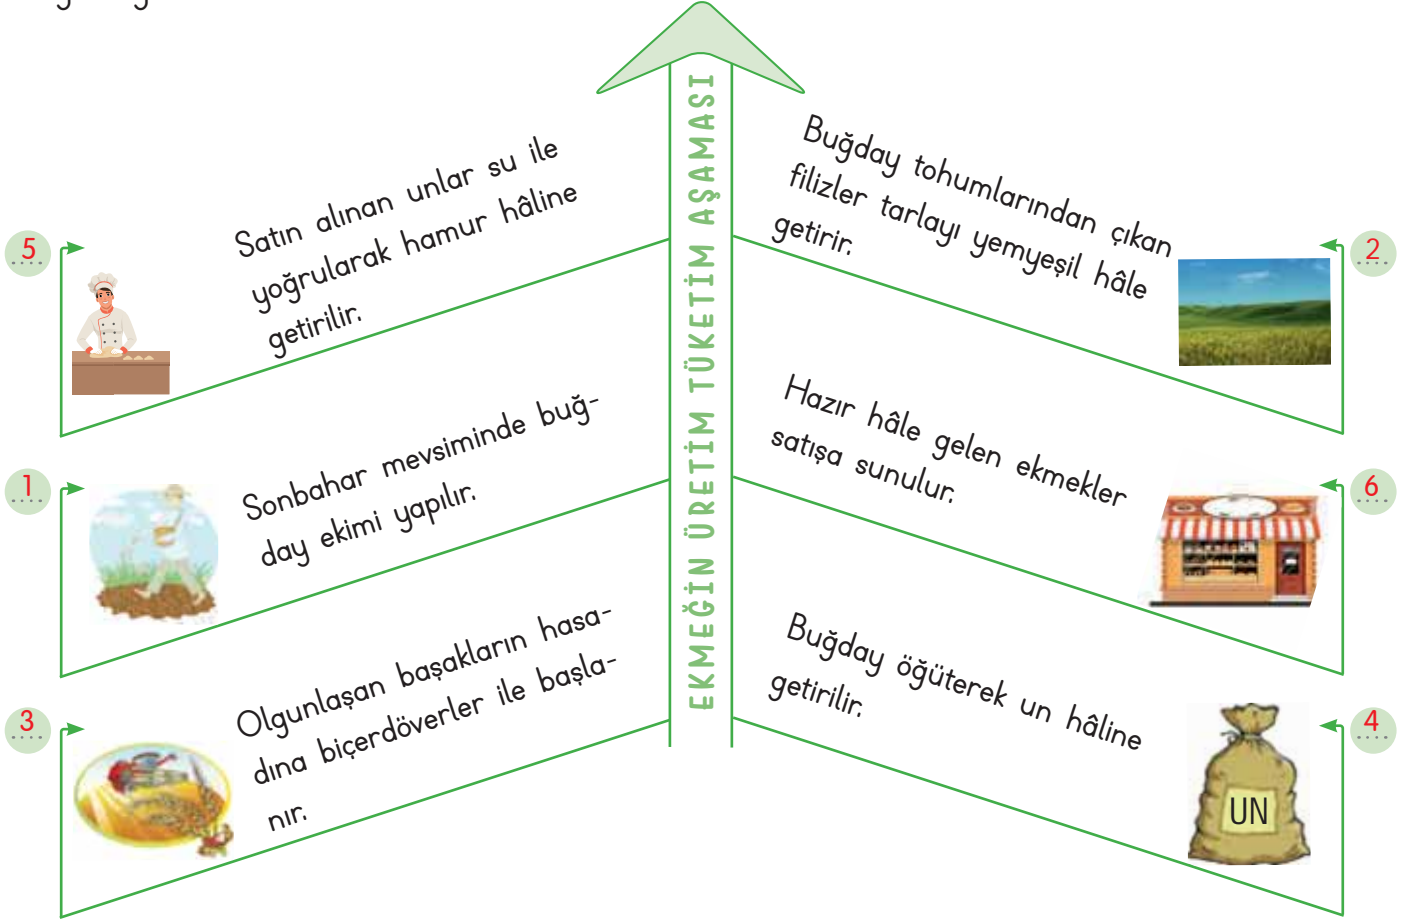 EKMEĞİN ÜRETİM TÜKETİM AŞAMASI
5
....
Satın alınan unlar su ile
yoğrularak hamur hâline
getirilir.
1
....
Sonbahar mevsiminde buğ-
day ekimi yapılır.
3
....
Olgunlaşan başakların hasa-
dına biçerdöverler ile başla-
nır.
Buğday tohumlarından çıkan
filizler tarlayı yemyeşil hâle
getirir.
2
....
Hazır hâle gelen ekmekler
satışa sunulur.
6
....
Buğday öğüterek un hâline
getirilir.
4
....
UN